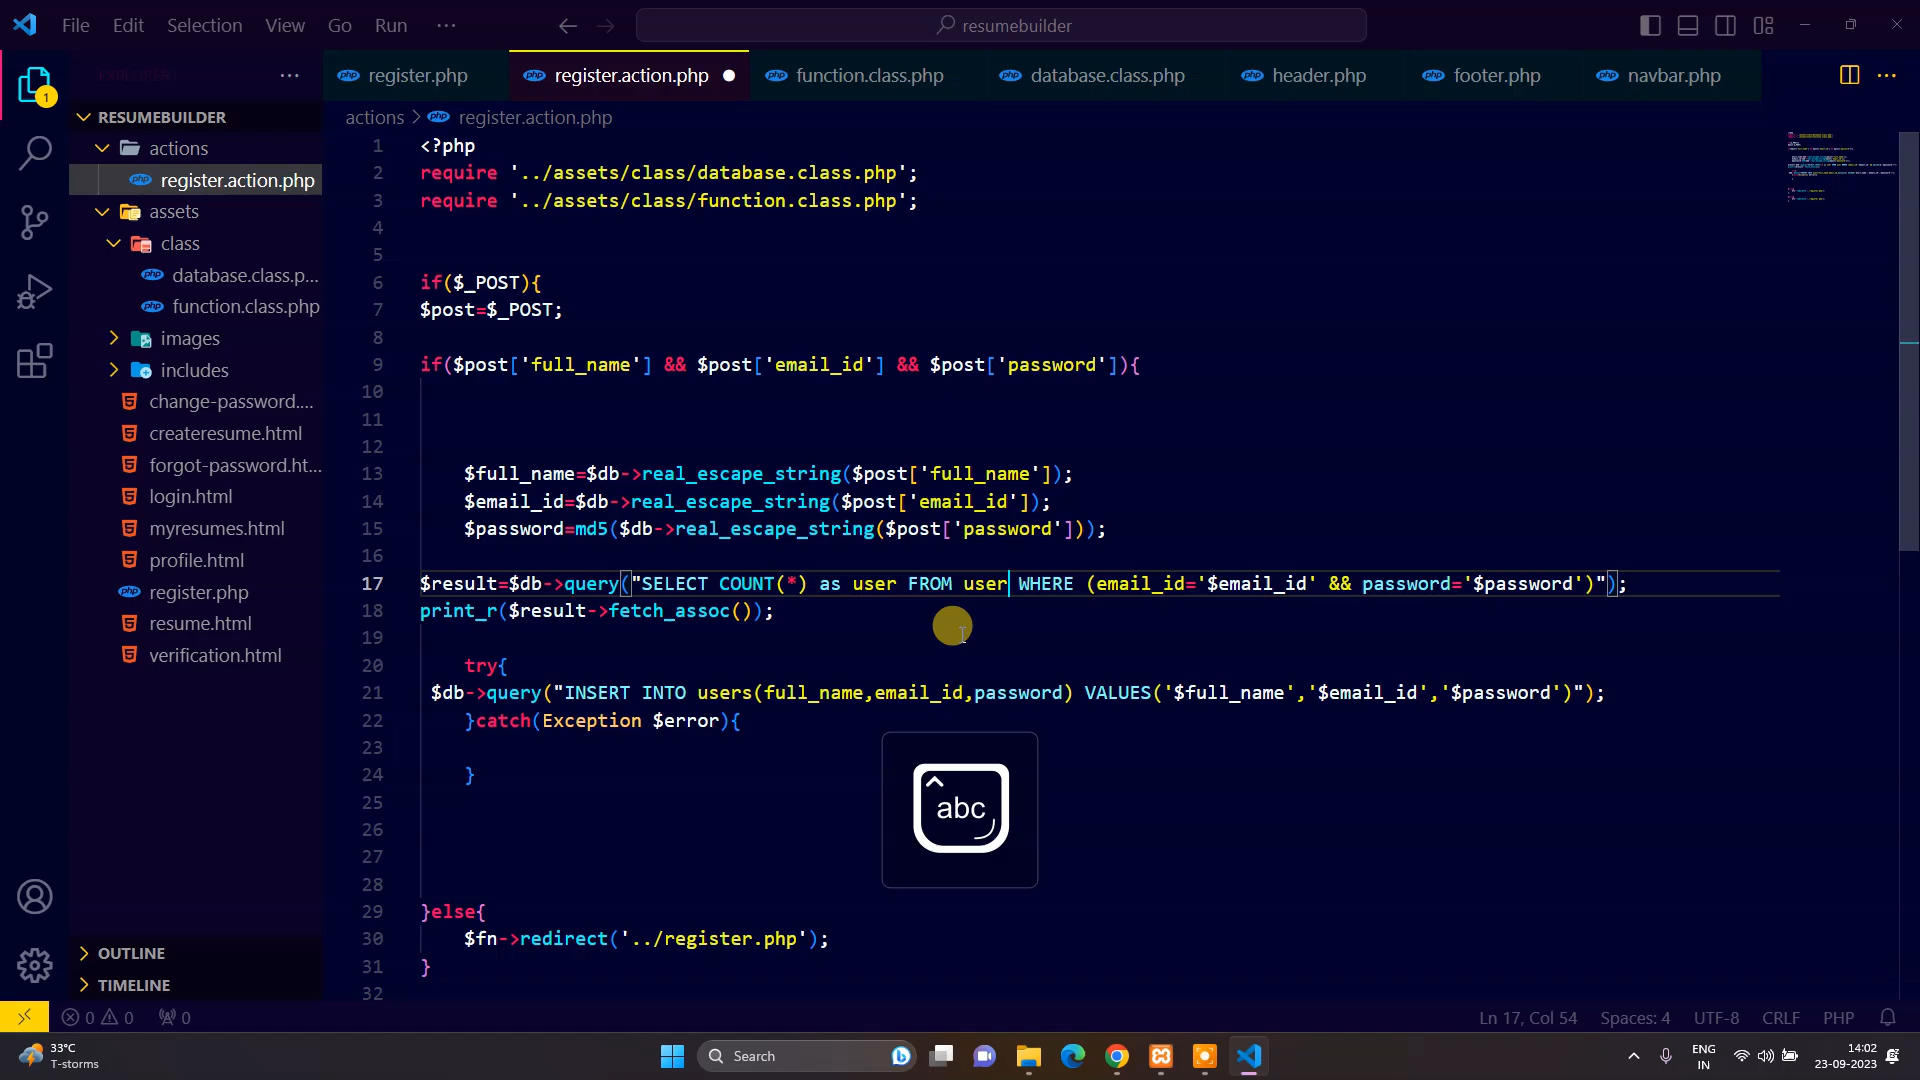 File Edit Selection View Go Run ···
resumebuilder
EXPLORER ···
1
register.php
register.action.php
function.class.php
database.class.php
header.php
footer.php
navbar.php
···
RESUMEBUILDER
actions
register.action.php
assets
class
database.class.p...
function.class.php
images
includes
change-password....
createresume.html
forgot-password.ht...
login.html
myresumes.html
profile.html
register.php
resume.html
verification.html
OUTLINE
TIMELINE
actions > register.action.php
1 <?php
2 require '../assets/class/database.class.php';
3 require '../assets/class/function.class.php';
4
5
6 if($_POST){
7 $post=$_POST;
8
9 if($post['full_name'] && $post['email_id'] && $post['password']){
10
11
12
13 $full_name=$db->real_escape_string($post['full_name']);
14 $email_id=$db->real_escape_string($post['email_id']);
15 $password=md5($db->real_escape_string($post['password']));
16
17 $result=$db->query("SELECT COUNT(*) as user FROM user WHERE (email_id='$email_id' && password='$password')");
18 print_r($result->fetch_assoc());
19
20 try{
21 $db->query("INSERT INTO users(full_name,email_id,password) VALUES('$full_name','$email_id','$password')");
22 }catch(Exception $error){
23
24 }
25
26
27
28
29 }else{
30 $fn->redirect('../register.php');
31 }
32
abc
0 0 0
Ln 17, Col 54 Spaces: 4 UTF-8 CRLF PHP
33°C
T-storms
Search
ENG
IN
14:02
23-09-2023